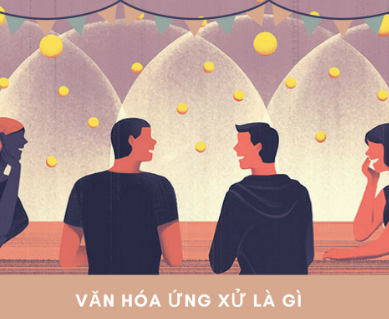 VĂN HÓA ỨNG XỬ LÀ GÌ